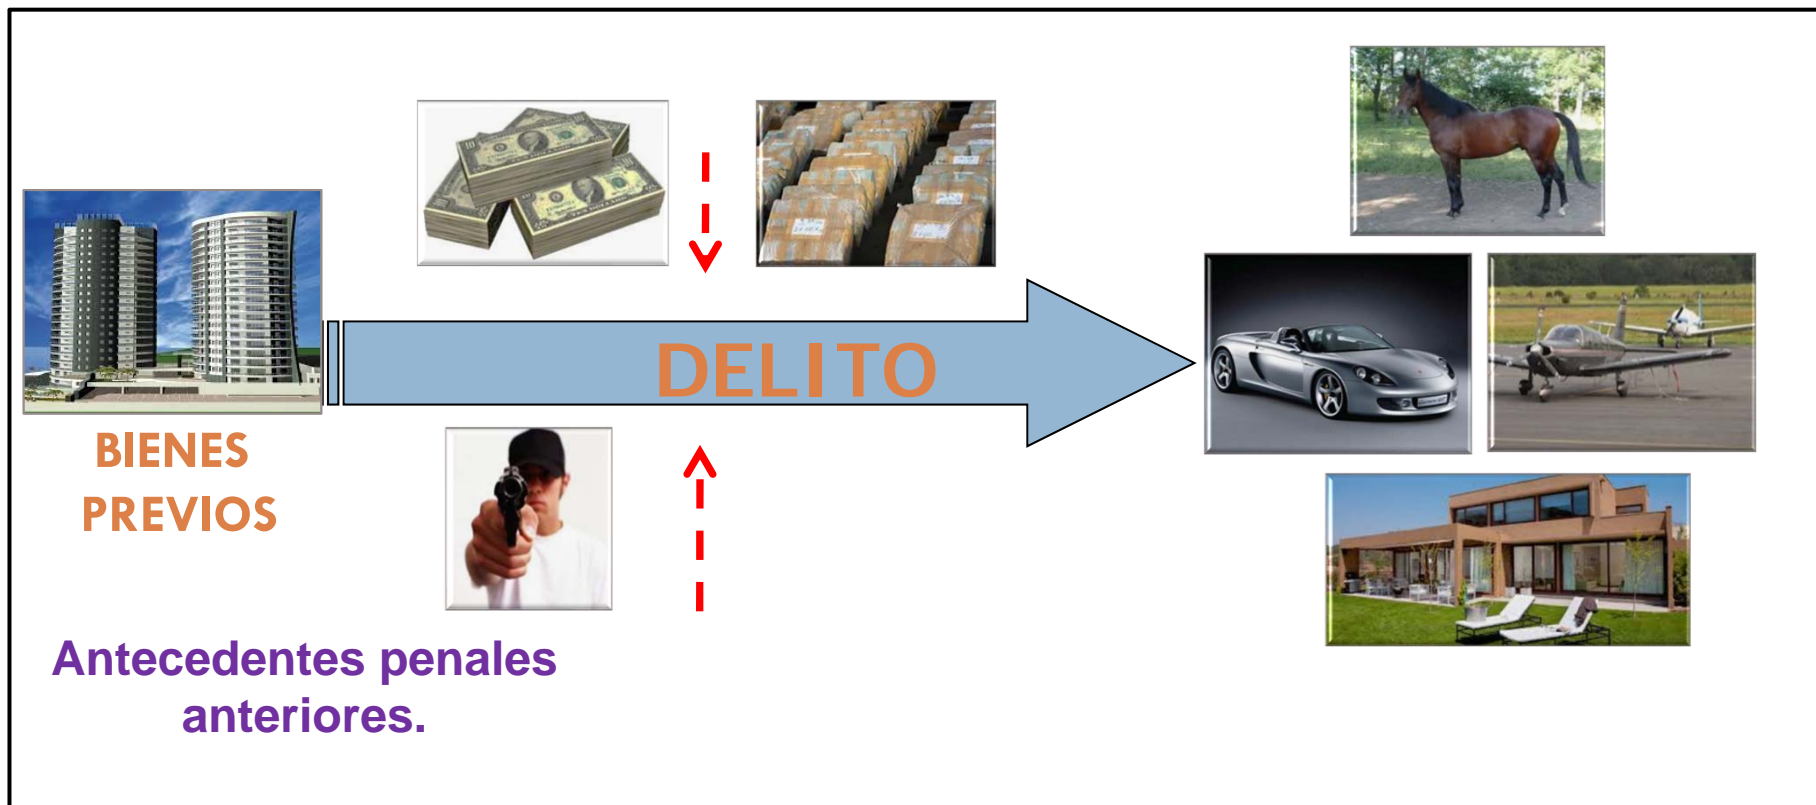 DELITO
BIENES
PREVIOS
Antecedentes penales
anteriores.